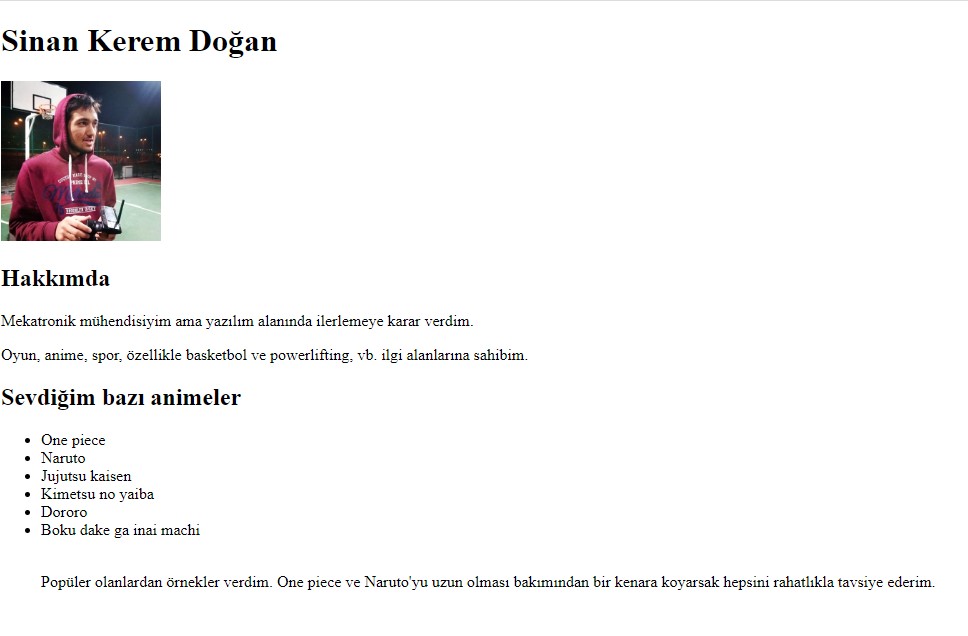 Sinan Kerem Doğan
Hakkımda
Mekatronik mühendisiyim ama yazılım alanında ilerlemeye karar verdim.
Oyun, anime, spor, özellikle basketbol ve powerlifting, vb. ilgi alanlarına sahibim.
Sevdiğim bazı animeler
One piece
Naruto
Jujutsu kaisen
Kimetsu no yaiba
Dororo
Boku dake ga inai machi
Popüler olanlardan örnekler verdim. One piece ve Naruto'yu uzun olması bakımından bir kenara koyarsak hepsini rahatlıkla tavsiye ederim.